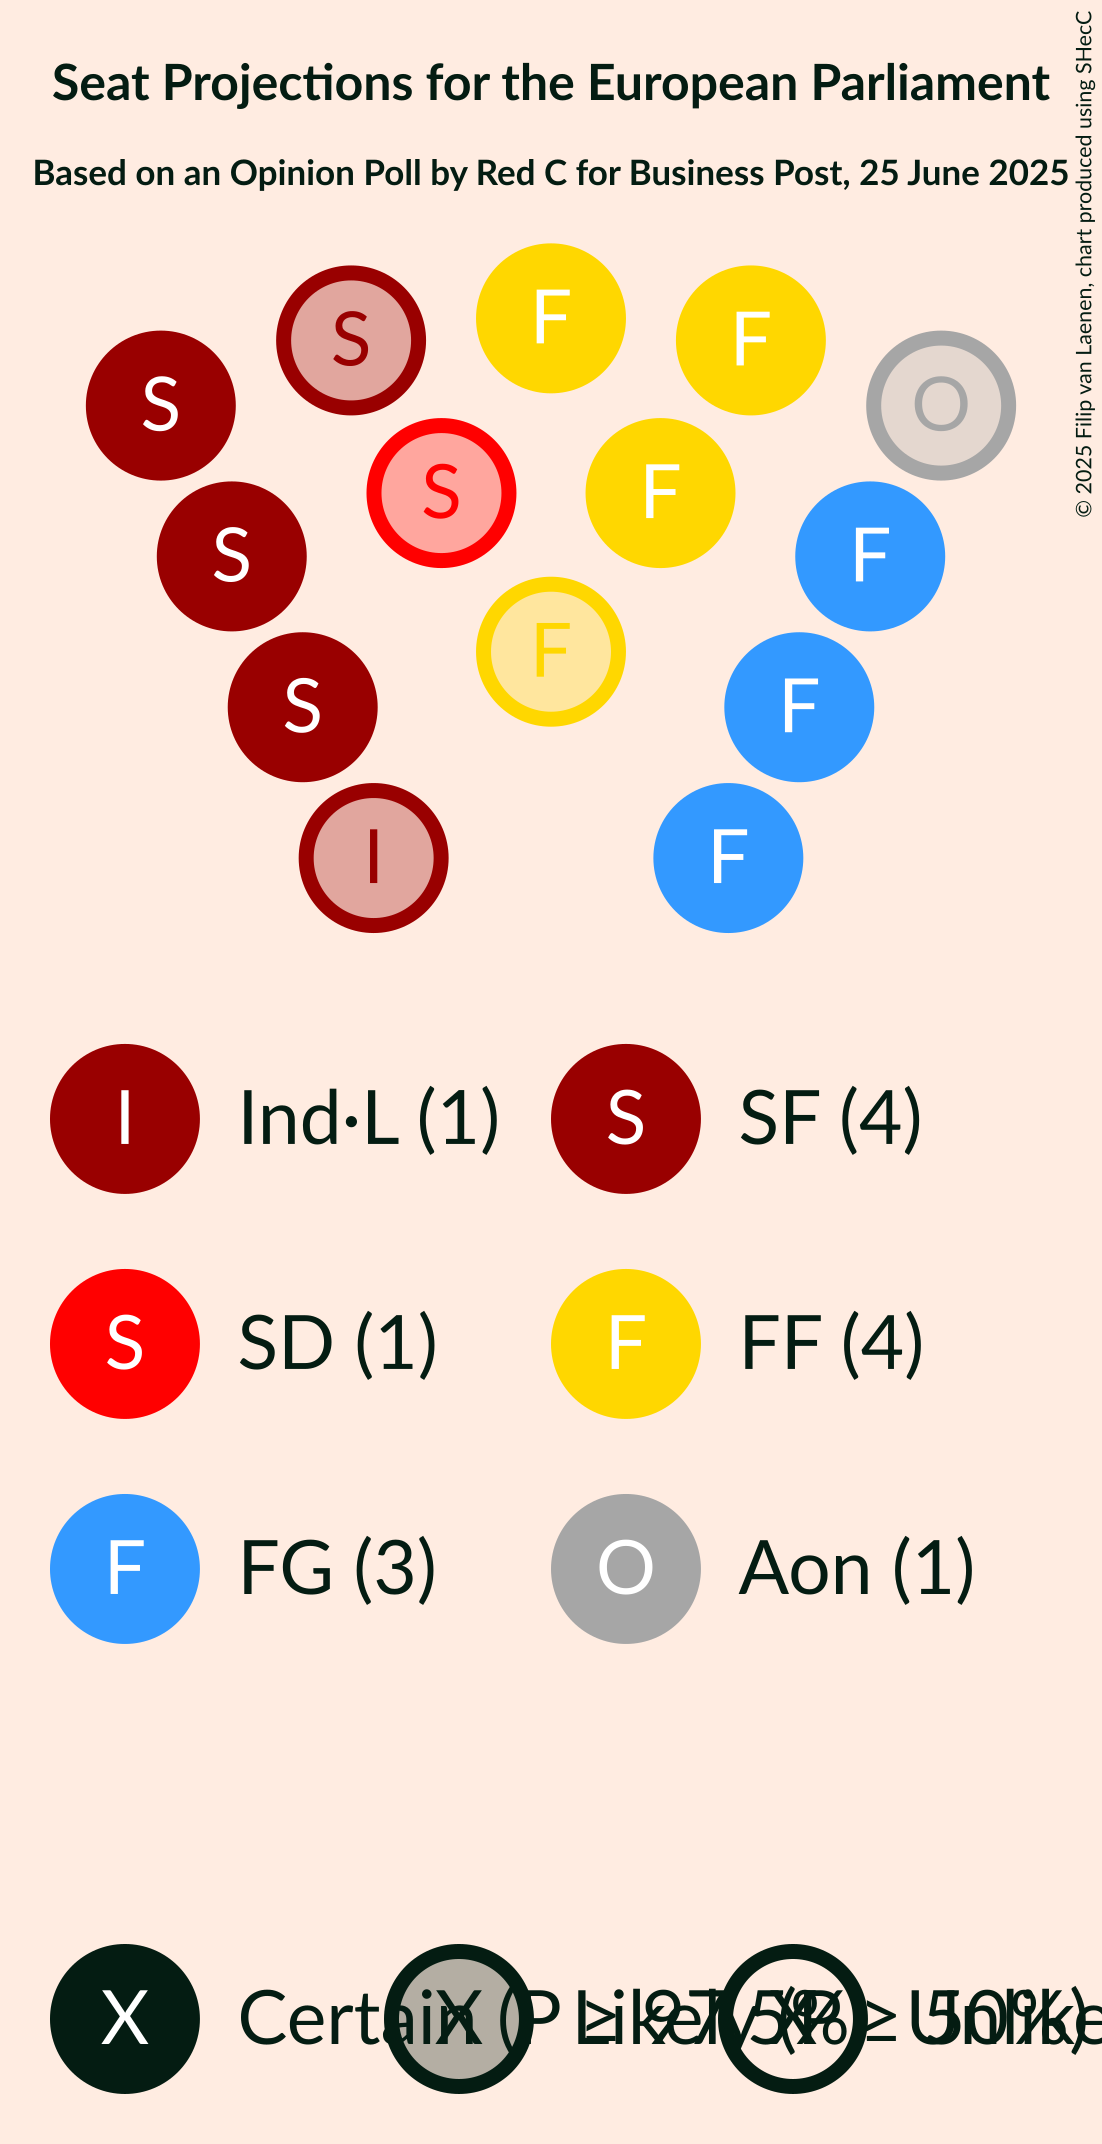 Seat Projections for the European Parliament
Based on an Opinion Poll by Red C for Business Post, 25 June 2025
© 2025 Filip van Laenen, chart produced using SHecC
S F F
S O
S F
S F
F
S F
I F
I Ind·L (1) S SF (4)
S SD (1) F FF (4)
F FG (3) O Aon (1)
X Certain (P ≥ 97.5%) X Likely (P ≥ 50%) X Unlike